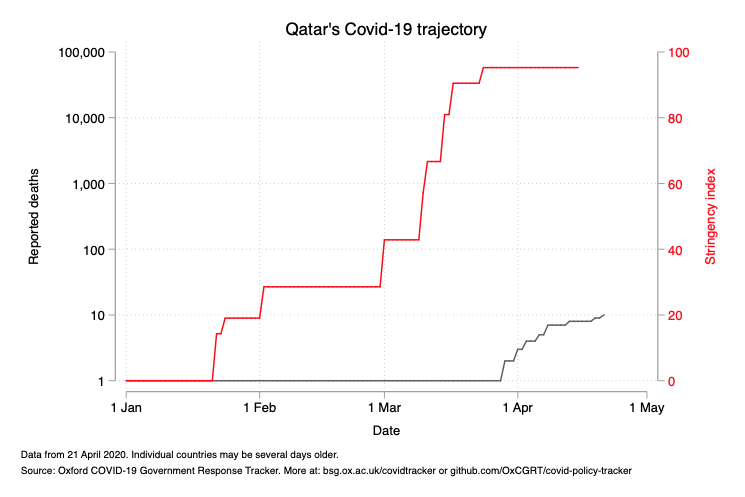 Qatar's Covid-19 trajectory
100,000
10,000
1,000
100
10
1
Reported deaths
100
80
60
40
20
0
Stringency index
1 Jan 1 Feb 1 Mar 1 Apr 1 May
Date
Data from 21 April 2020. Individual countries may be several days older.
Source: Oxford COVID-19 Government Response Tracker. More at: bsg.ox.ac.uk/covidtracker or github.com/OxCGRT/covid-policy-tracker